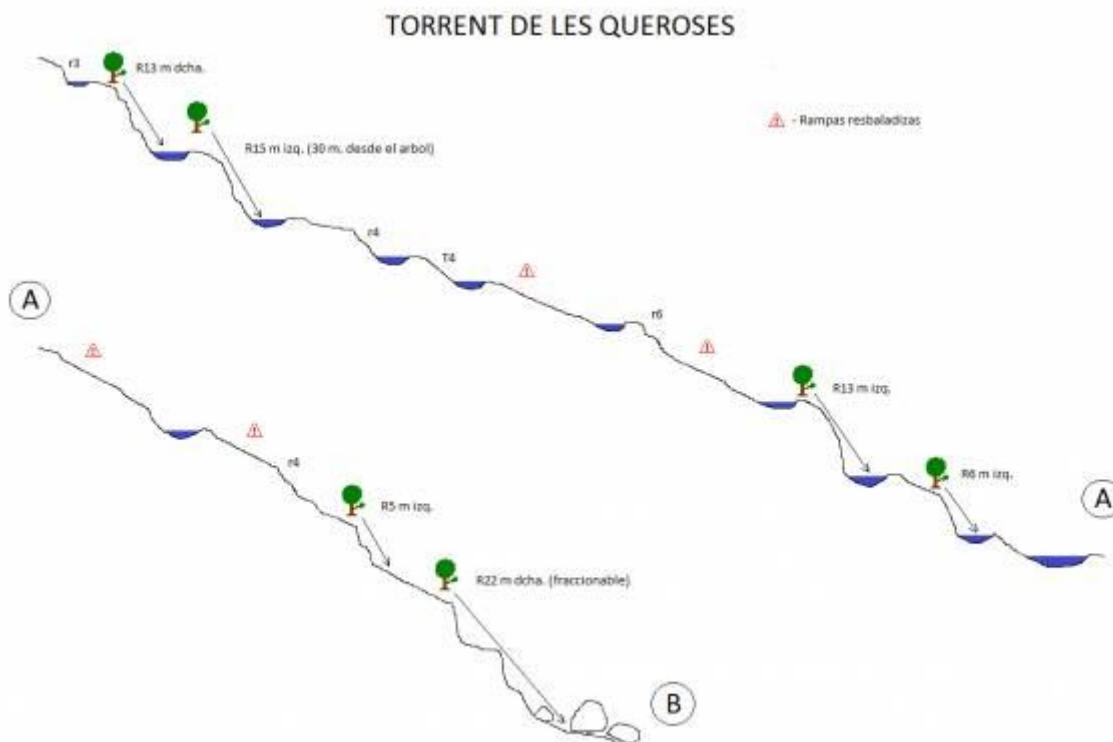 TORRENT DE LES QUEROSES
r3
R13 m dcha.
R15 m izq. (30 m. desde el arbol)
- Rampas resbaladizas
r4
T4
r6
R13 m izq.
R6 m izq.
A
A
r4
R5 m izq.
R22 m dcha. (fraccionable)
B